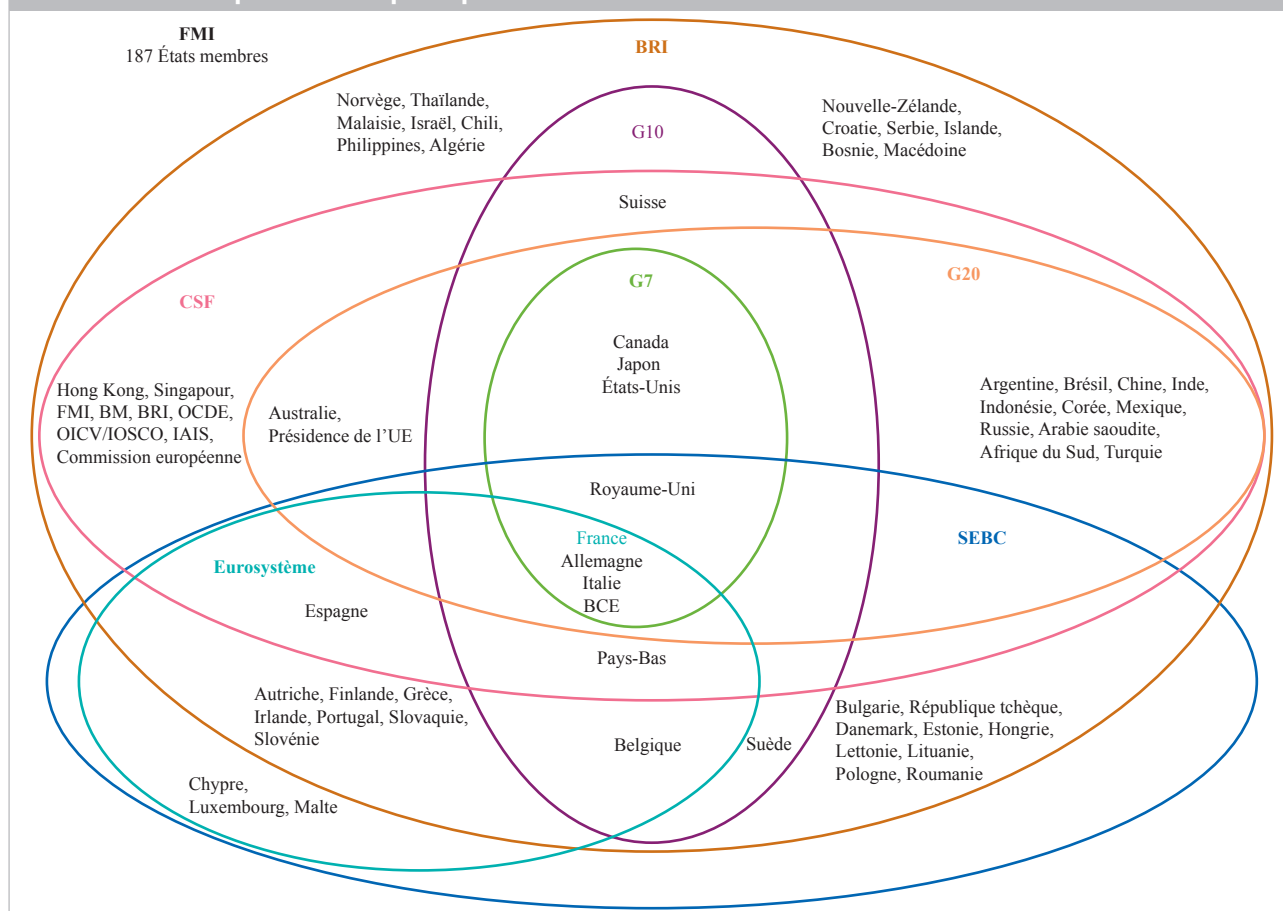 FMI
187 États membres
BRI
Norvège, Thaïlande,
Malaisie, Israël, Chili,
Philippines, Algérie
G10
Nouvelle-Zélande,
Croatie, Serbie, Islande,
Bosnie, Macédoine
Suisse
CSF
G7
G20
Canada
Japon
États-Unis
Hong Kong, Singapour,
FMI, BM, BRI, OCDE,
OICV/IOSCO, IAIS,
Commission européenne
Australie,
Présidence de l’UE
Argentine, Brésil, Chine, Inde,
Indonésie, Corée, Mexique,
Russie, Arabie saoudite,
Afrique du Sud, Turquie
Royaume-Uni
Eurosystème
France
Allemagne
Italie
BCE
SEBC
Espagne
Pays-Bas
Autriche, Finlande, Grèce,
Irlande, Portugal, Slovaquie,
Slovénie
Belgique
Suède
Bulgarie, République tchèque,
Danemark, Estonie, Hongrie,
Lettonie, Lituanie,
Pologne, Roumanie
Chypre,
Luxembourg, Malte